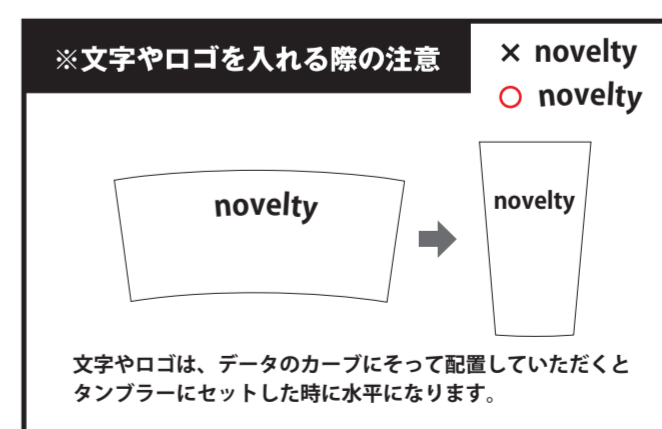 ※文字やロゴを入れる際の注意
× novelty
○ novelty
novelty
novelty
文字やロゴは、データのカーブにそって配置していただくと
タンブラーにセットした時に水平になります。